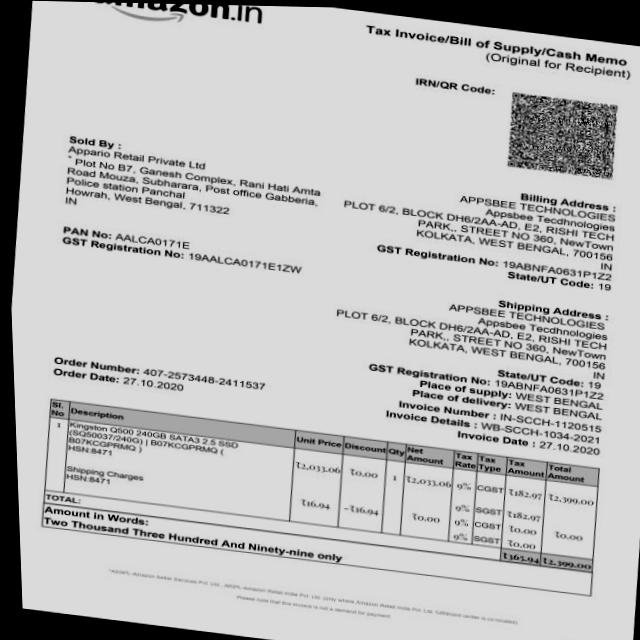 amazon.in
Tax Invoice/Bill of Supply/Cash Memo
(Original for Recipient)
IRN/QR Code:
Sold By :
Appario Retail Private Ltd
* Plot No B7, Ganesh Complex, Rani Hati Amta
Road Mouza, Subharara, Post office Gabberia,
Police station Panchal
Howrah, West Bengal, 711322
IN
PAN No: AALCA0171E
GST Registration No: 19AALCA0171E1ZW
Billing Address :
APPSBEE TECHNOLOGIES
Appsbee Tecdhnologies
PLOT 6/2, BLOCK DH6/2AA-AD, E2, RISHI TECH
PARK,, STREET NO 360, NewTown
KOLKATA, WEST BENGAL, 700156
IN
GST Registration No: 19ABNFA0631P1Z2
State/UT Code: 19
Shipping Address :
APPSBEE TECHNOLOGIES
Appsbee Tecdhnologies
PLOT 6/2, BLOCK DH6/2AA-AD, E2, RISHI TECH
PARK,, STREET NO 360, NewTown
KOLKATA, WEST BENGAL, 700156
IN
State/UT Code: 19
GST Registration No: 19ABNFA0631P1Z2
Place of supply: WEST BENGAL
Place of delivery: WEST BENGAL
Order Number: 407-2573448-2411537
Order Date: 27.10.2020
Invoice Number : IN-SCCH-1120515
Invoice Details : WB-SCCH-1034-2021
Invoice Date : 27.10.2020
Sl. No Description Unit Price Discount Qty Net Amount Tax Rate Tax Type Tax Amount Total Amount
1 Kingston Q500 240GB SATA3 2.5 SSD
(SQ50037/240G) | B07KCGPRMQ (
B07KCGPRMQ )
HSN:8471
₹2,033.06 ₹0.00 1 ₹2,033.06 9% CGST ₹182.97 ₹2,399.00
9% SGST ₹182.97
Shipping Charges
HSN:8471
₹16.94 -₹16.94 ₹0.00 9% CGST ₹0.00 ₹0.00
9% SGST ₹0.00
TOTAL: ₹365.94 ₹2,399.00
Amount in Words:
Two Thousand Three Hundred And Ninety-nine only
Please note that this invoice is not a demand for payment